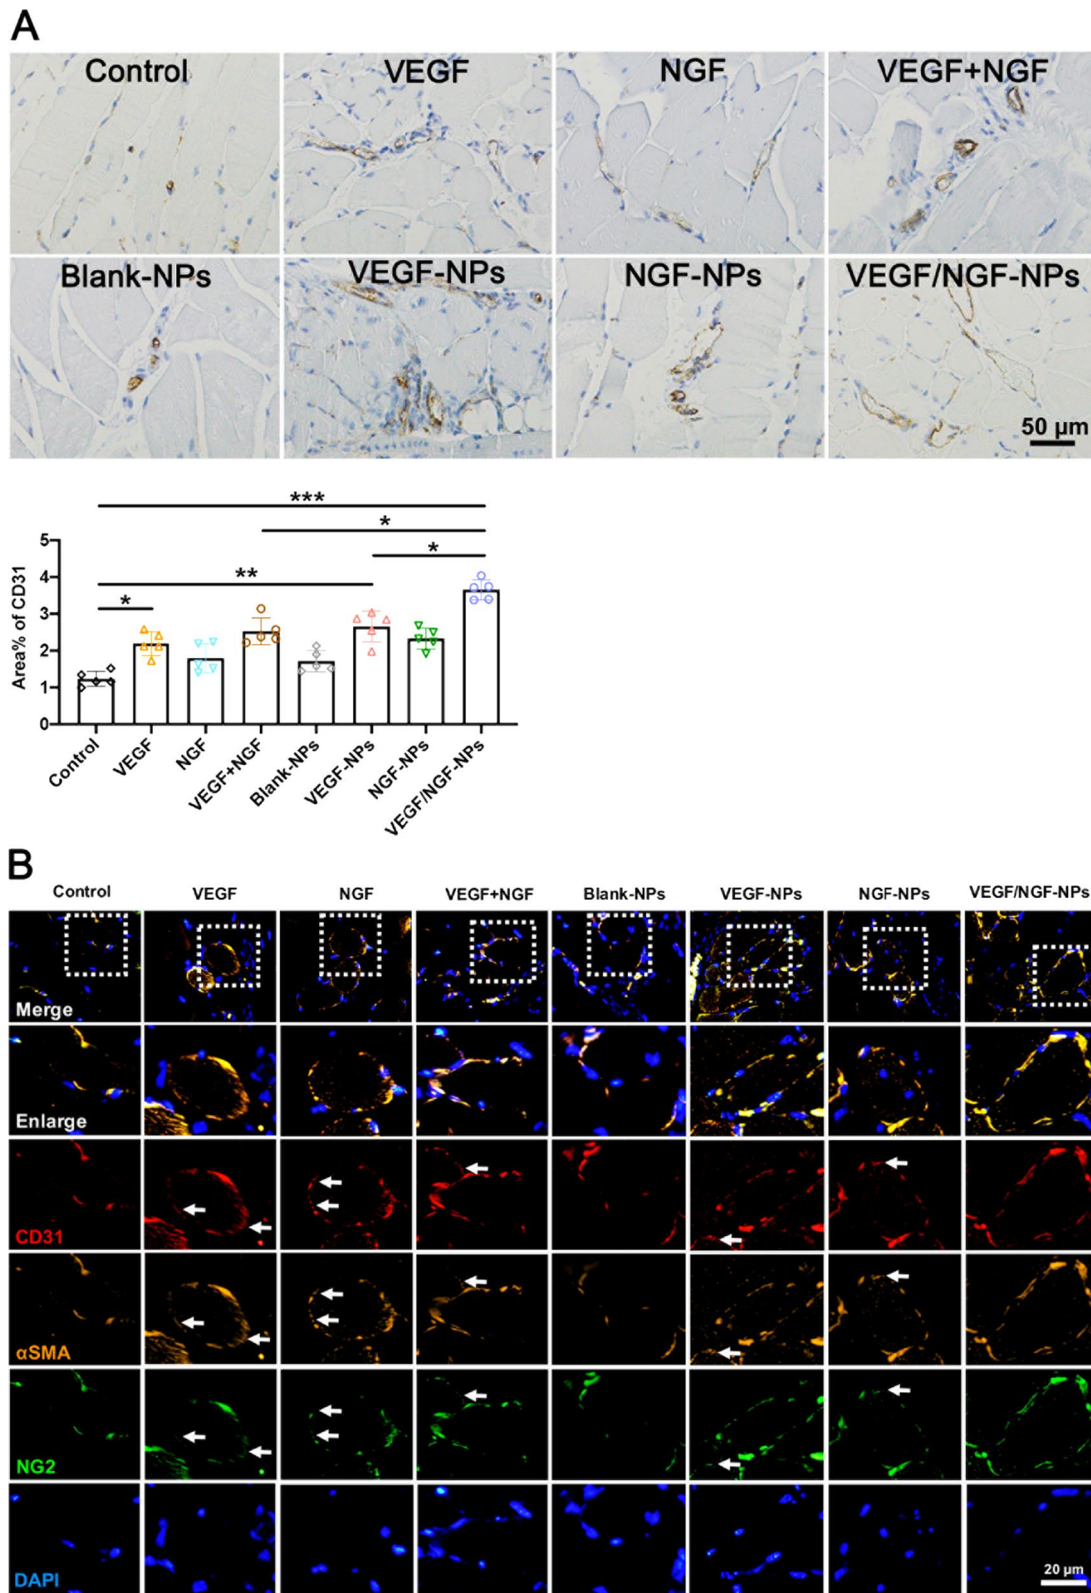 A
Control VEGF NGF VEGF+NGF
Blank-NPs VEGF-NPs NGF-NPs VEGF/NGF-NPs
50 µm
***
*
*
**
*
Area% of CD31
5
4
3
2
1
0
Control VEGF NGF VEGF+NGF Blank-NPs VEGF-NPs NGF-NPs VEGF/NGF-NPs
B
Control VEGF NGF VEGF+NGF Blank-NPs VEGF-NPs NGF-NPs VEGF/NGF-NPs
Merge
Enlarge
CD31
αSMA
NG2
DAPI
20 µm